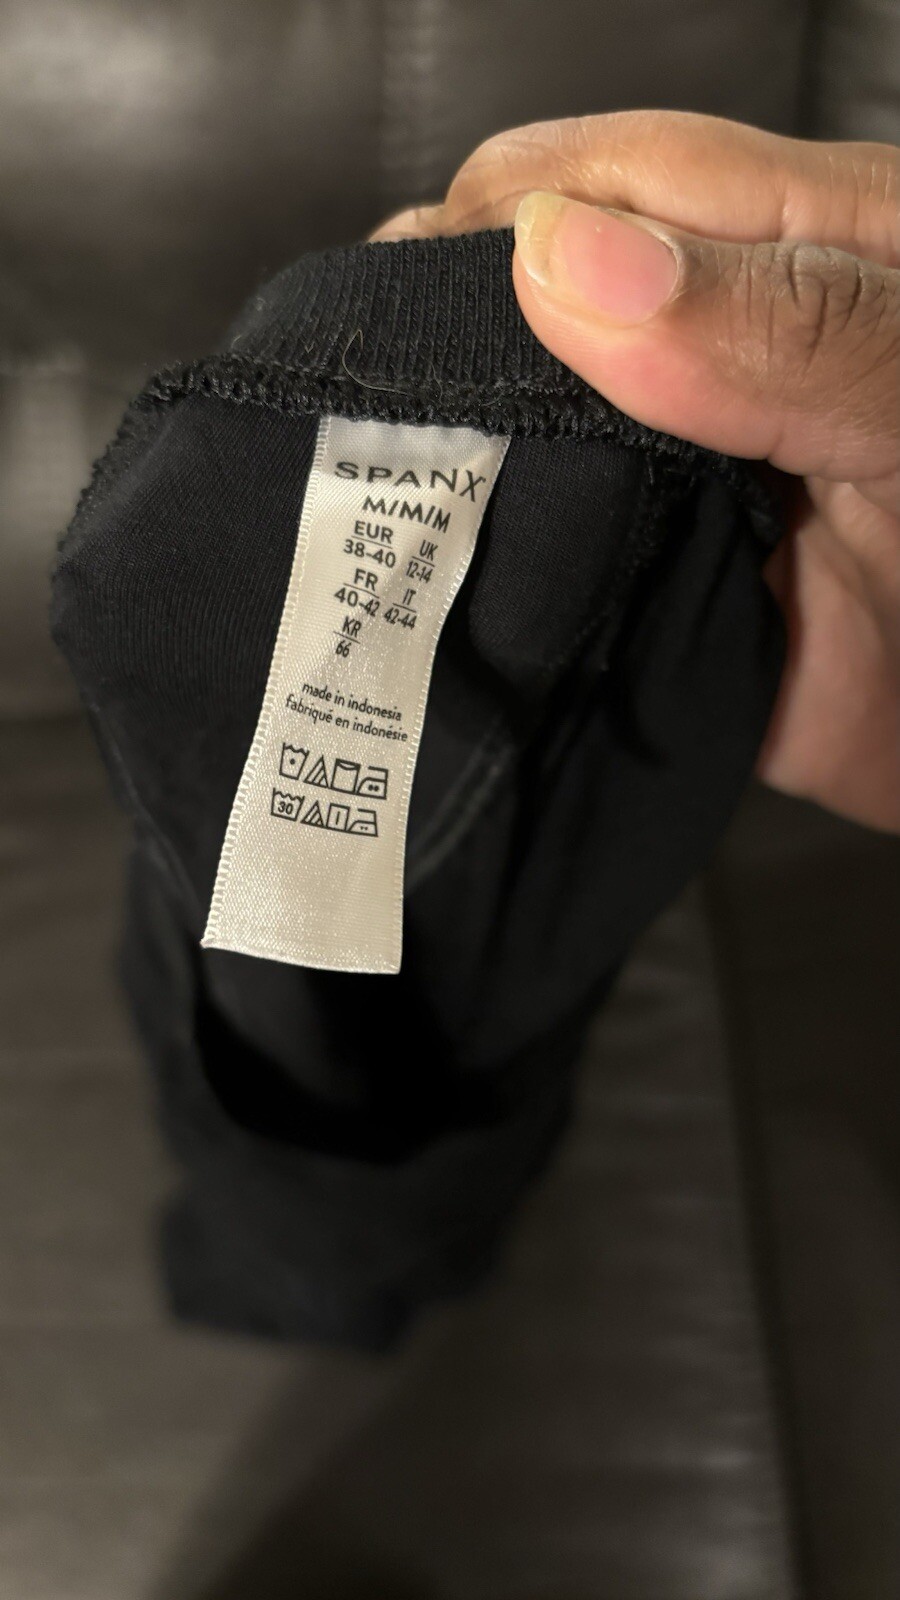 SPANX
M/M/M
EUR UK
38-40 12-14
FR IT
40-42 42-44
KR
66
made in indonesia
fabriqué en indonésie
30